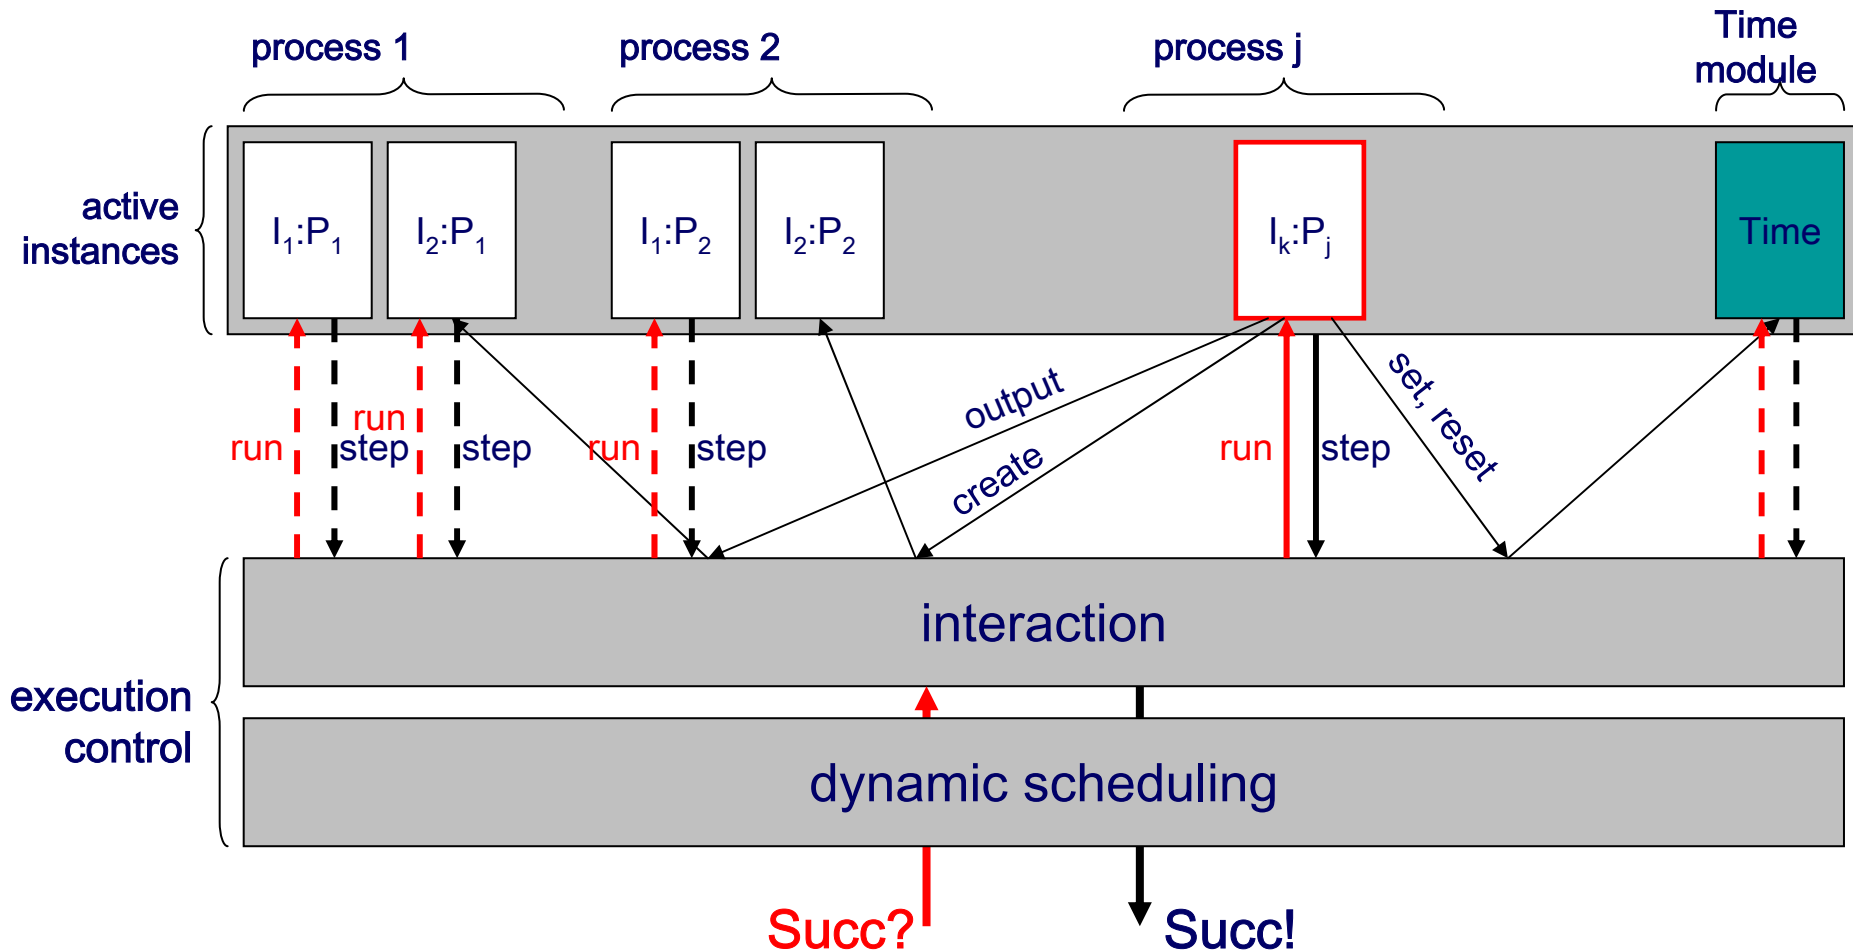 process 1
process 2
process j
Time
module
active
instances
I1:P1
I2:P1
I1:P2
I2:P2
Ik:Pj
Time
output
set, reset
run
step
run
step
run
step
create
run
step
interaction
execution
control
dynamic scheduling
Succ?
Succ!